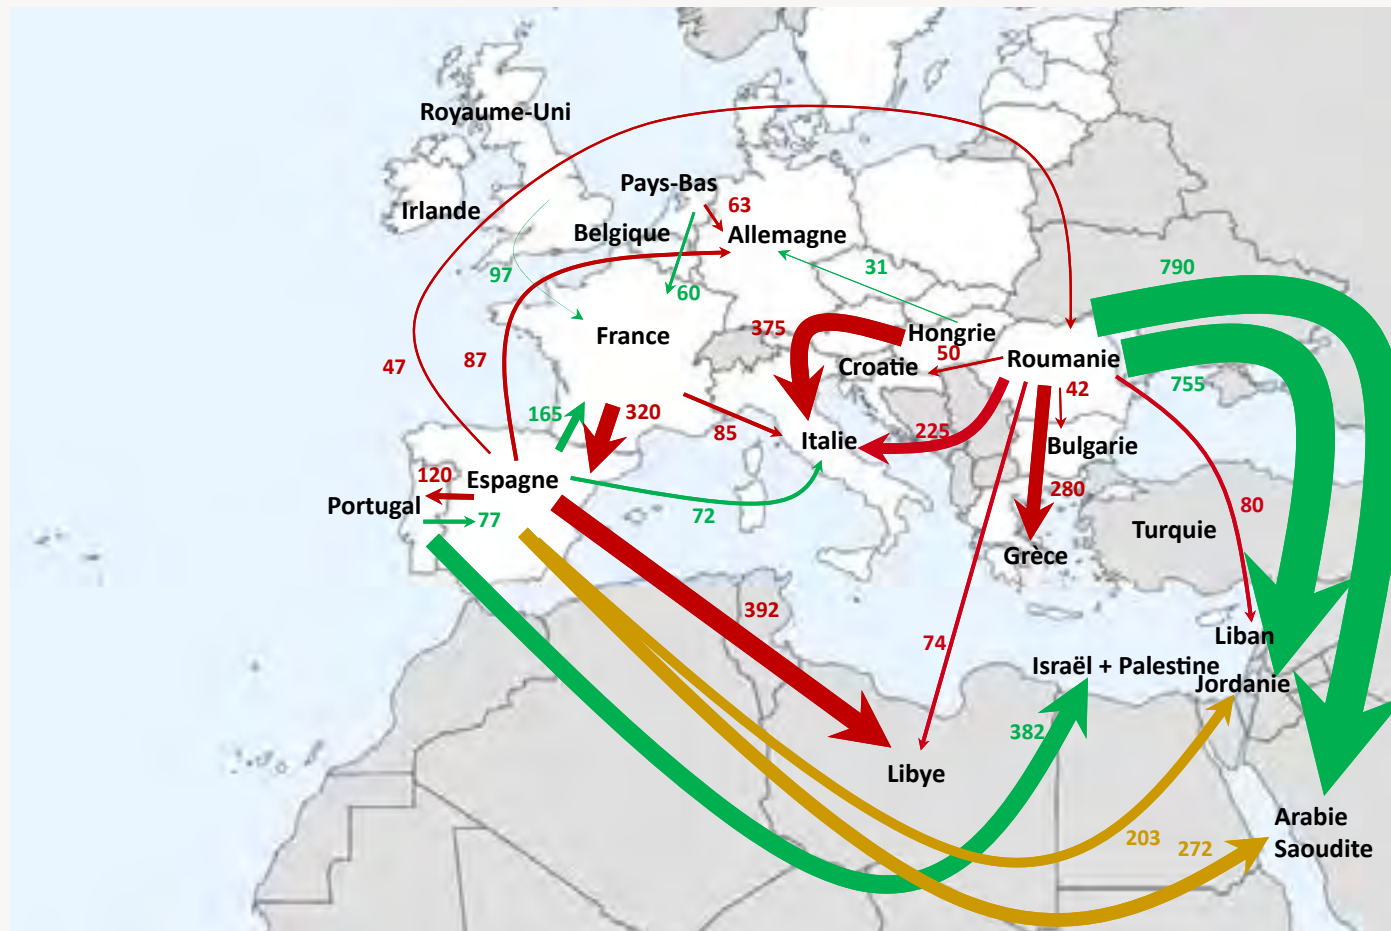 Royaume-Uni
Pays-Bas
63
Irlande
Belgique
Allemagne
97
31
790
60
375
France
Hongrie
50
Roumanie
47
87
Croatie
755
42
165
320
85
Italie
225
Bulgarie
120
Espagne
280
Portugal
77
72
80
Turquie
Grèce
392
74
Liban
Israël + Palestine
Jordanie
382
Libye
203
272
Arabie
Saoudite